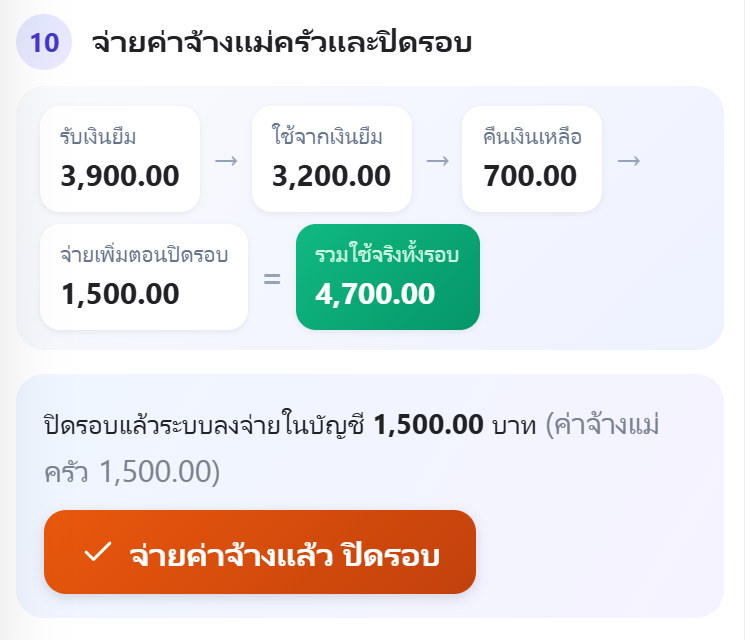 10 จ่ายค่าจ้างแม่ครัวและปิดรอบ
รับเงินยืม
3,900.00
→
ใช้จากเงินยืม
3,200.00
→
คืนเงินเหลือ
700.00
→
จ่ายเพิ่มตอนปิดรอบ
1,500.00
=
รวมใช้จริงทั้งรอบ
4,700.00
ปิดรอบแล้วระบบลงจ่ายในบัญชี 1,500.00 บาท (ค่าจ้างแม่
ครัว 1,500.00)
✓ จ่ายค่าจ้างแล้ว ปิดรอบ